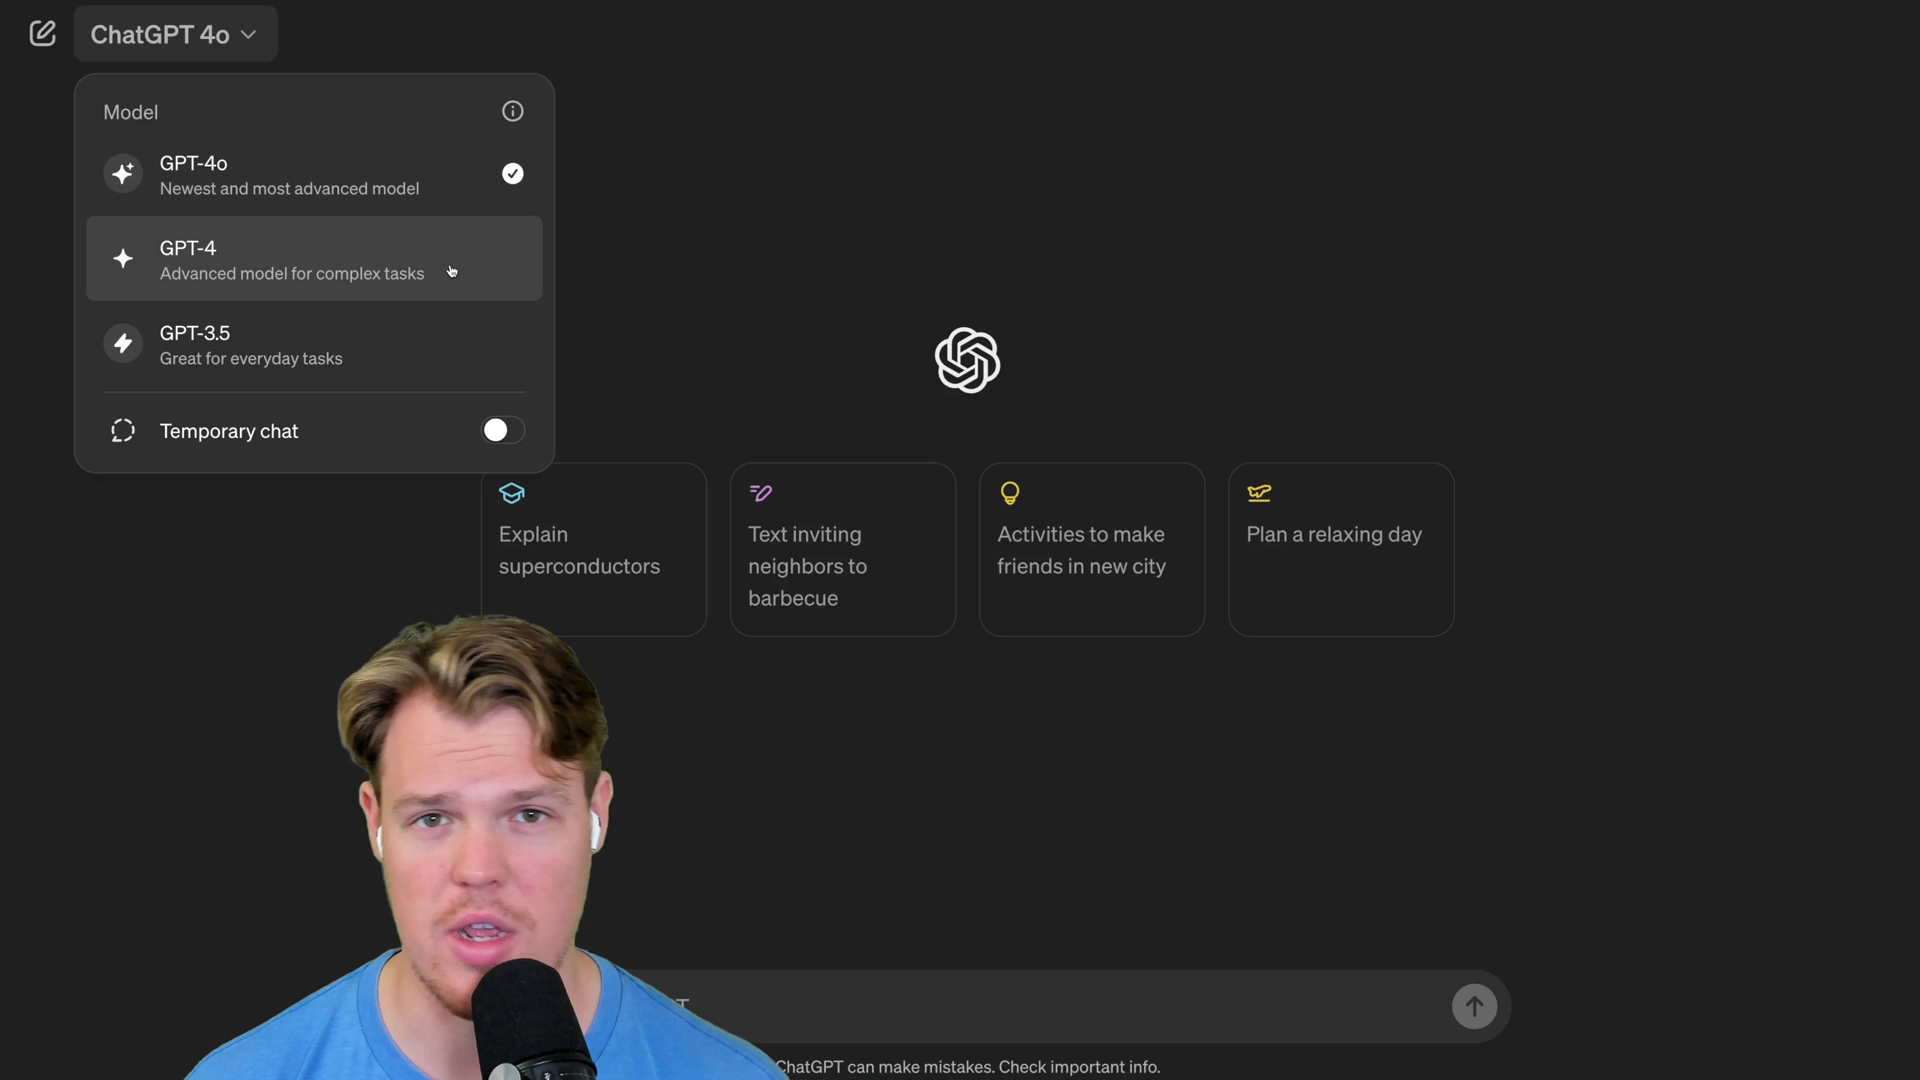 ChatGPT 4o
Model
GPT-4o
Newest and most advanced model
GPT-4
Advanced model for complex tasks
GPT-3.5
Great for everyday tasks
Temporary chat
Explain
superconductors
Text inviting
neighbors to
barbecue
Activities to make
friends in new city
Plan a relaxing day
T
ChatGPT can make mistakes. Check important info.